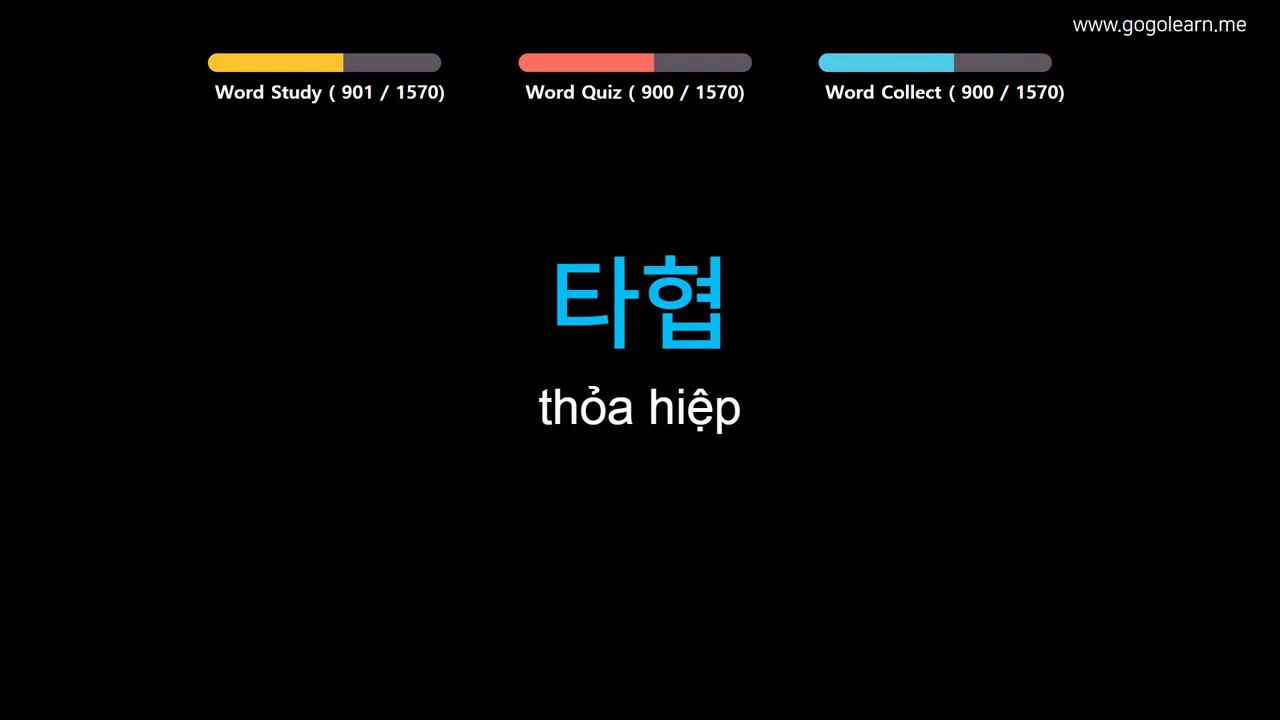 www.gogolearn.me
Word Study ( 901 / 1570)
Word Quiz ( 900 / 1570)
Word Collect ( 900 / 1570)
타협
thỏa hiệp